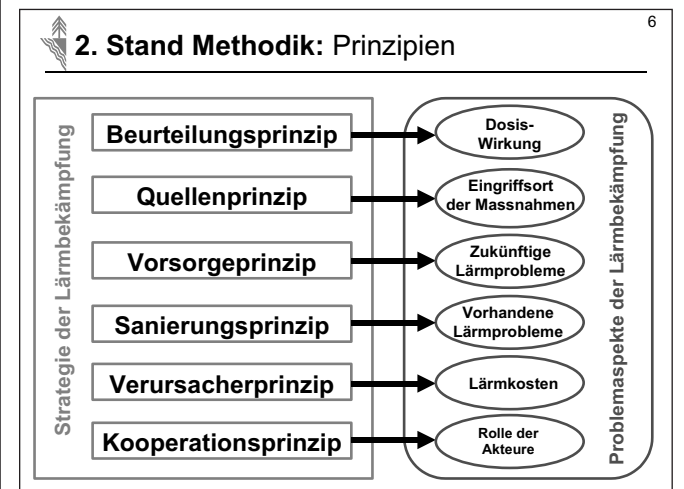 6
2. Stand Methodik: Prinzipien
Strategie der Lärmbekämpfung
Beurteilungsprinzip
Dosis-
Wirkung
Quellenprinzip
Eingriffsort
der Massnahmen
Vorsorgeprinzip
Zukünftige
Lärmprobleme
Sanierungsprinzip
Vorhandene
Lärmprobleme
Verursacherprinzip
Lärmkosten
Kooperationsprinzip
Rolle der
Akteure
Problemaspekte der Lärmbekämpfung